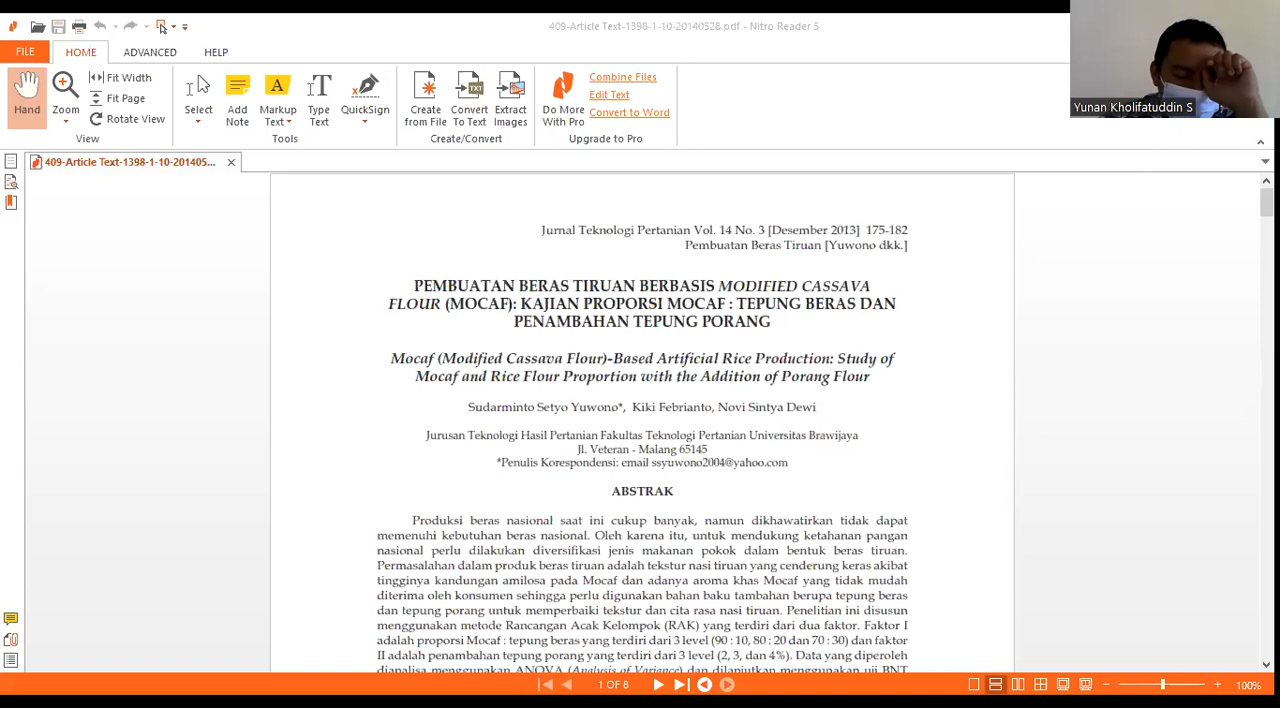 409-Article Text-1398-1-10-20140528.pdf - Nitro Reader 5
FILE
HOME
ADVANCED
HELP
Hand
Zoom
Fit Width
Fit Page
Rotate View
View
Select
Add Note
Markup Text
Type Text
QuickSign
Tools
Create from File
Convert To Text
Extract Images
Create/Convert
Do More With Pro
Combine Files
Edit Text
Convert to Word
Upgrade to Pro
Yunan Kholifatuddin S
409-Article Text-1398-1-10-201405...
Jurnal Teknologi Pertanian Vol. 14 No. 3 [Desember 2013] 175-182
Pembuatan Beras Tiruan [Yuwono dkk.]
PEMBUATAN BERAS TIRUAN BERBASIS MODIFIED CASSAVA
FLOUR (MOCAF): KAJIAN PROPORSI MOCAF : TEPUNG BERAS DAN
PENAMBAHAN TEPUNG PORANG
Mocaf (Modified Cassava Flour)-Based Artificial Rice Production: Study of
Mocaf and Rice Flour Proportion with the Addition of Porang Flour
Sudarminto Setyo Yuwono*, Kiki Febrianto, Novi Sintya Dewi
Jurusan Teknologi Hasil Pertanian Fakultas Teknologi Pertanian Universitas Brawijaya
Jl. Veteran - Malang 65145
*Penulis Korespondensi: email ssyuwono2004@yahoo.com
ABSTRAK
Produksi beras nasional saat ini cukup banyak, namun dikhawatirkan tidak dapat
memenuhi kebutuhan beras nasional. Oleh karena itu, untuk mendukung ketahanan pangan
nasional perlu dilakukan diversifikasi jenis makanan pokok dalam bentuk beras tiruan.
Permasalahan dalam produk beras tiruan adalah tekstur nasi tiruan yang cenderung keras akibat
tingginya kandungan amilosa pada Mocaf dan adanya aroma khas Mocaf yang tidak mudah
diterima oleh konsumen sehingga perlu digunakan bahan baku tambahan berupa tepung beras
dan tepung porang untuk memperbaiki tekstur dan cita rasa nasi tiruan. Penelitian ini disusun
menggunakan metode Rancangan Acak Kelompok (RAK) yang terdiri dari dua faktor. Faktor I
adalah proporsi Mocaf : tepung beras yang terdiri dari 3 level (90 : 10, 80 : 20 dan 70 : 30) dan faktor
II adalah penambahan tepung porang yang terdiri dari 3 level (2, 3, dan 4%). Data yang diperoleh
dianalisa menggunakan ANOVA (Analysis of Variance) dan dilanjutkan menggunakan uji BNT
1 OF 8
100%